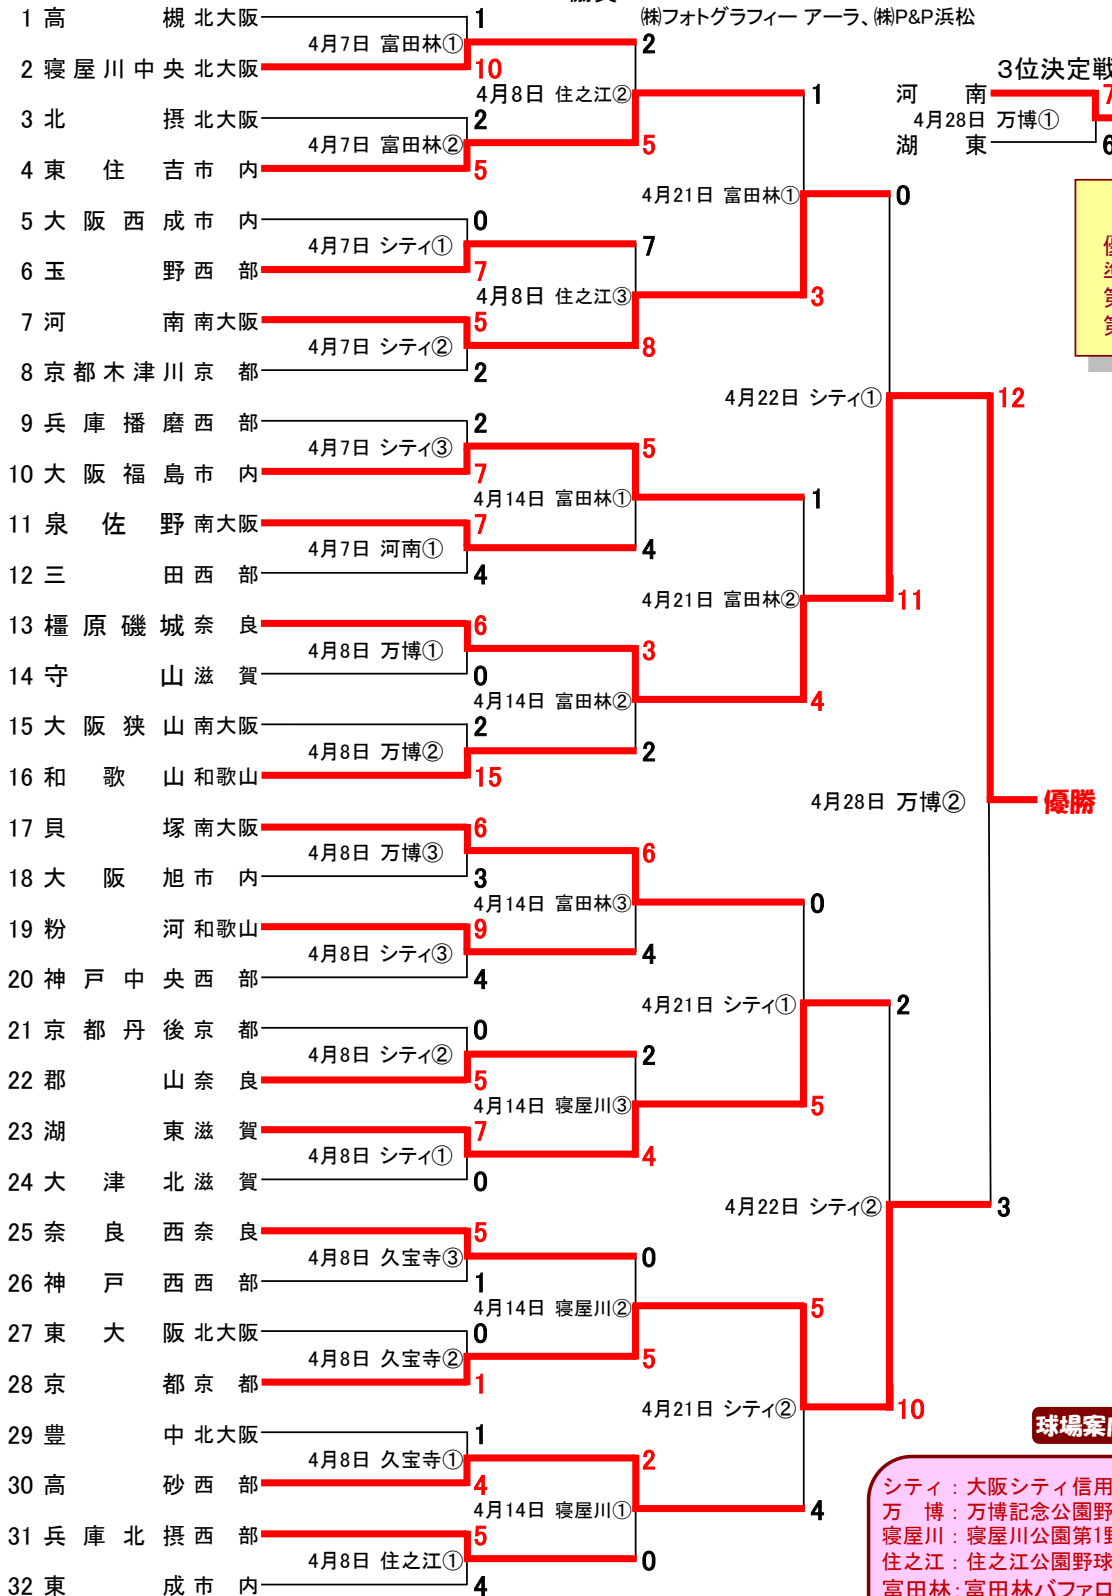 ㈱フォトグラフィー アーラ、㈱P&P浜松
1 高槻 北大阪 1
4月7日 富田林① 2
2 寝屋川中央 北大阪 10
4月8日 住之江② 1
3 北摂 北大阪 2
4月7日 富田林② 5
4 東住吉 市内 5
4月21日 富田林① 0
5 大阪西成 市内 0
4月7日 シティ① 7
6 玉野 西部 7
4月8日 住之江③ 3
7 河南 南大阪 5
4月7日 シティ② 8
8 京都木津川 京都 2
4月22日 シティ① 12
9 兵庫播磨 西部 2
4月7日 シティ③ 5
10 大阪福島 市内 7
4月14日 富田林① 1
11 泉佐野 南大阪 7
4月7日 河南① 4
12 三田 西部 4
4月21日 富田林② 11
13 橿原磯城 奈良 6
4月8日 万博① 3
14 守山 滋賀 0
4月14日 富田林② 4
15 大阪狭山 南大阪 2
4月8日 万博② 2
16 和歌山 和歌山 15
4月28日 万博② 優勝
17 貝塚 南大阪 6
4月8日 万博③ 6
18 大阪旭 市内 3
4月14日 富田林③ 0
19 粉河 和歌山 9
4月8日 シティ③ 4
20 神戸中央 西部 4
4月21日 シティ① 2
21 京都丹後 京都 0
4月8日 シティ② 2
22 郡山 奈良 5
4月14日 寝屋川③ 5
23 湖東 滋賀 7
4月8日 シティ① 4
24 大津北 滋賀 0
4月22日 シティ② 3
25 奈良西 奈良 5
4月8日 久宝寺③ 0
26 神戸西 西部 1
4月14日 寝屋川② 5
27 東大阪 北大阪 0
4月8日 久宝寺② 5
28 京都 京都 1
4月21日 シティ② 10
29 豊中 北大阪 1
4月8日 久宝寺① 2
30 高砂 西部 4
4月14日 寝屋川① 4
31 兵庫北摂 西部 5
4月8日 住之江① 0
32 東成 市内 4
3位決定戦
河南 7
4月28日 万博①
湖東 6
球場案
シティ：大阪シティ信用
万博：万博記念公園野
寝屋川：寝屋川公園第1野
住之江：住之江公園野球
富田林：富田林バファロ